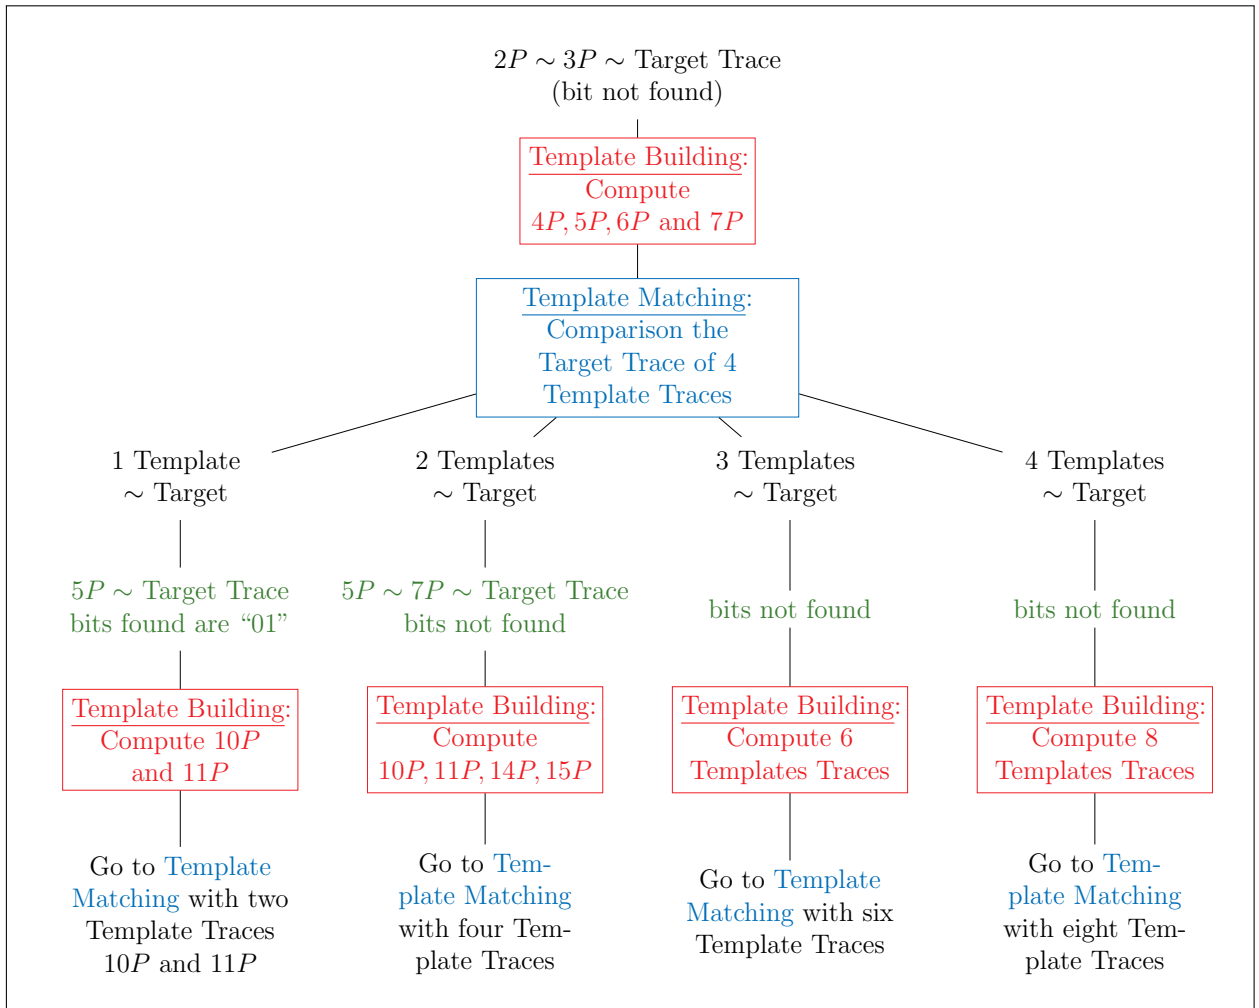 2P ∼ 3P ∼ Target Trace
(bit not found)
Template Building:
Compute
4P, 5P, 6P and 7P
Template Matching:
Comparison the
Target Trace of 4
Template Traces
1 Template
∼ Target
2 Templates
∼ Target
3 Templates
∼ Target
4 Templates
∼ Target
5P ∼ Target Trace
bits found are “01”
5P ∼ 7P ∼ Target Trace
bits not found
bits not found
bits not found
Template Building:
Compute 10P
and 11P
Template Building:
Compute
10P, 11P, 14P, 15P
Template Building:
Compute 6
Templates Traces
Template Building:
Compute 8
Templates Traces
Go to Template
Matching with two
Template Traces
10P and 11P
Go to Tem-
plate Matching
with four Tem-
plate Traces
Go to Template
Matching with six
Template Traces
Go to Tem-
plate Matching
with eight Tem-
plate Traces